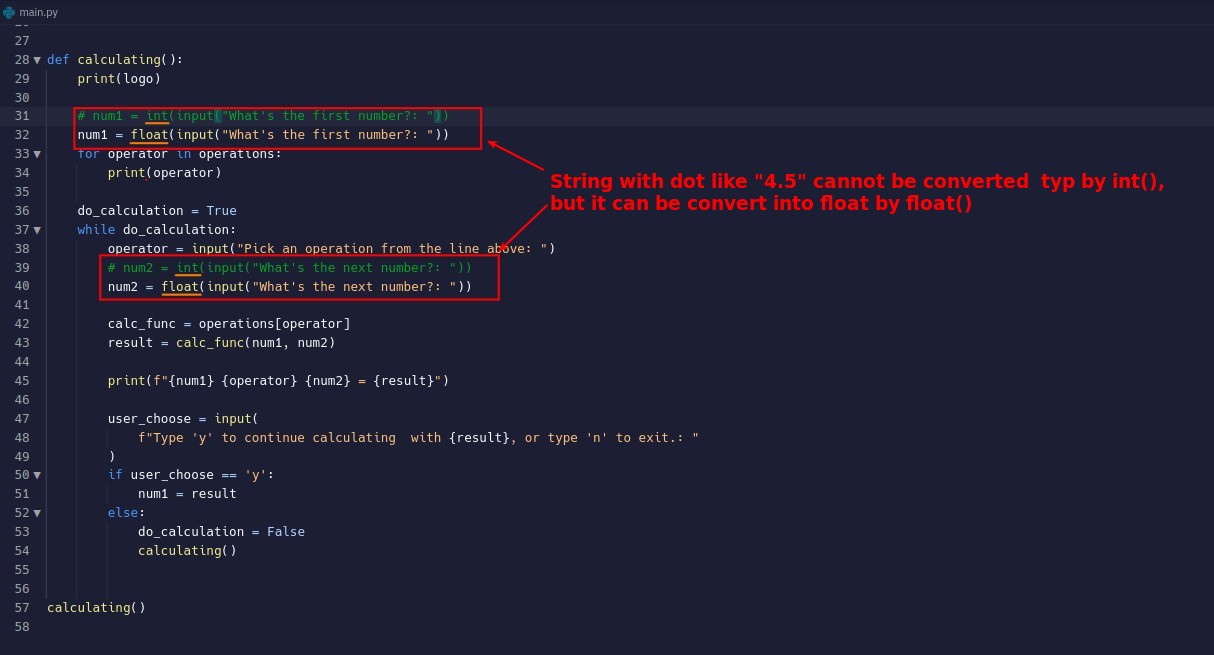 main.py
27
28 ▼ def calculating():
29     print(logo)
30
31     # num1 = int(input("What's the first number?: "))
32     num1 = float(input("What's the first number?: "))
33 ▼     for operator in operations:
34         print(operator)
35
36     do_calculation = True
37 ▼     while do_calculation:
38         operator = input("Pick an operation from the line above: ")
39         # num2 = int(input("What's the next number?: "))
40         num2 = float(input("What's the next number?: "))
41
42         calc_func = operations[operator]
43         result = calc_func(num1, num2)
44
45         print(f"{num1} {operator} {num2} = {result}")
46
47         user_choose = input(
48             f"Type 'y' to continue calculating  with {result}, or type 'n' to exit.: "
49         )
50 ▼         if user_choose == 'y':
51             num1 = result
52 ▼         else:
53             do_calculation = False
54             calculating()
55
56
57 calculating()
58
String with dot like "4.5" cannot be converted  typ by int(),
but it can be convert into float by float()